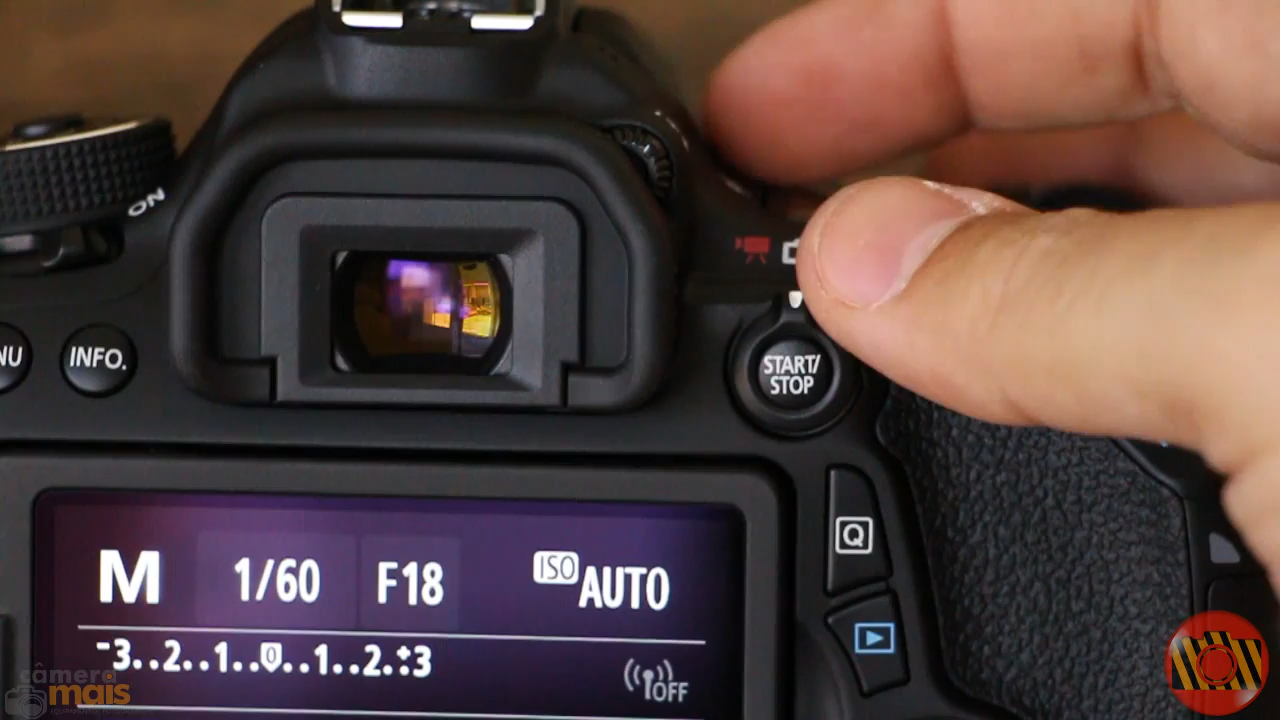 ON
NU
INFO.
START/
STOP
Q
M 1/60 F18 ISO AUTO
-3..2..1..0..1..2.:+3
OFF
câmera
mais